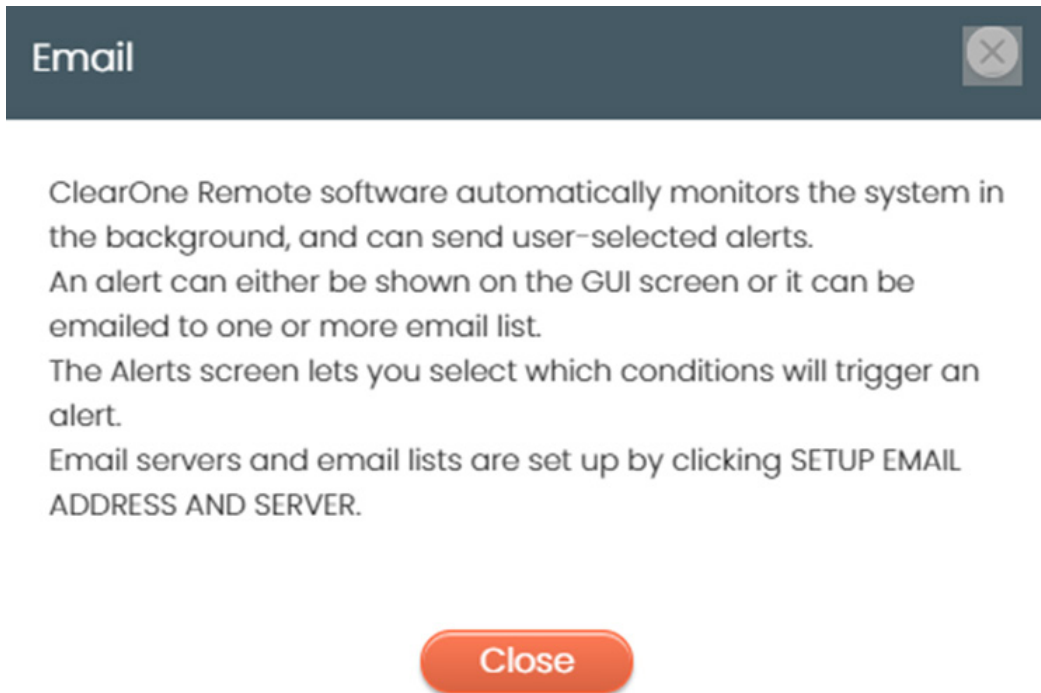 Email
ClearOne Remote software automatically monitors the system in
the background, and can send user-selected alerts.
An alert can either be shown on the GUI screen or it can be
emailed to one or more email list.
The Alerts screen lets you select which conditions will trigger an
alert.
Email servers and email lists are set up by clicking SETUP EMAIL
ADDRESS AND SERVER.
Close